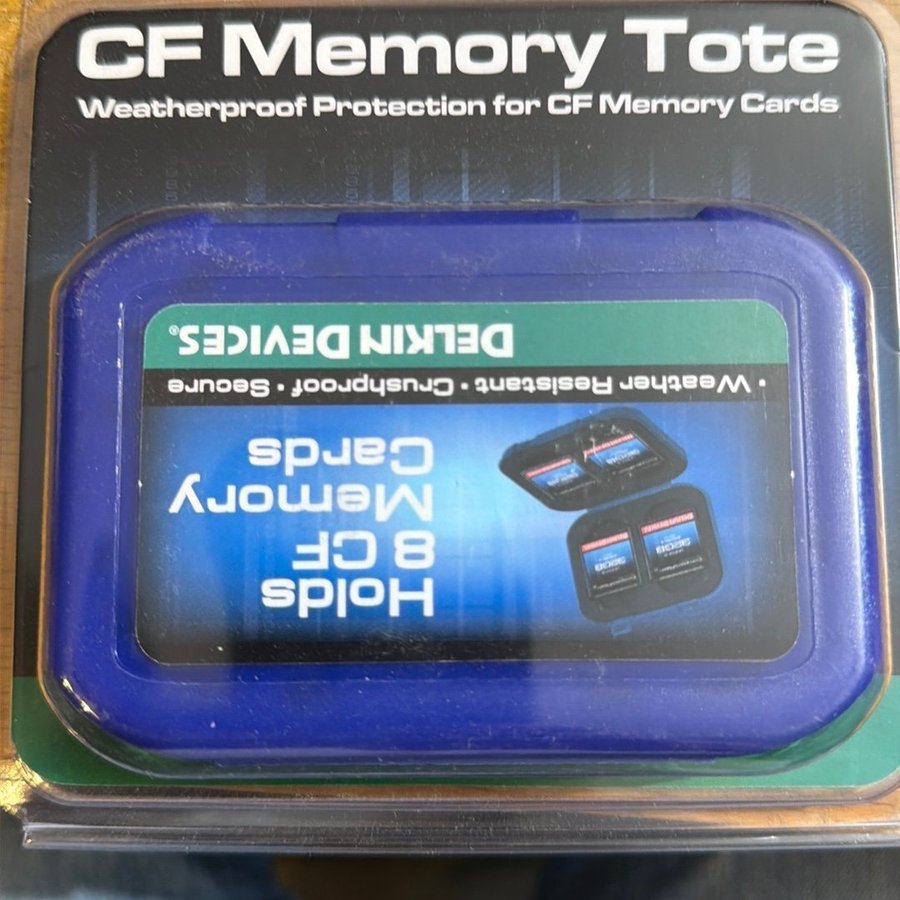 CF Memory Tote
Weatherproof Protection for CF Memory Cards
Holds
8 CF
Memory
Cards
• Weather Resistant • Crushproof • Secure
DELKIN DEVICES®